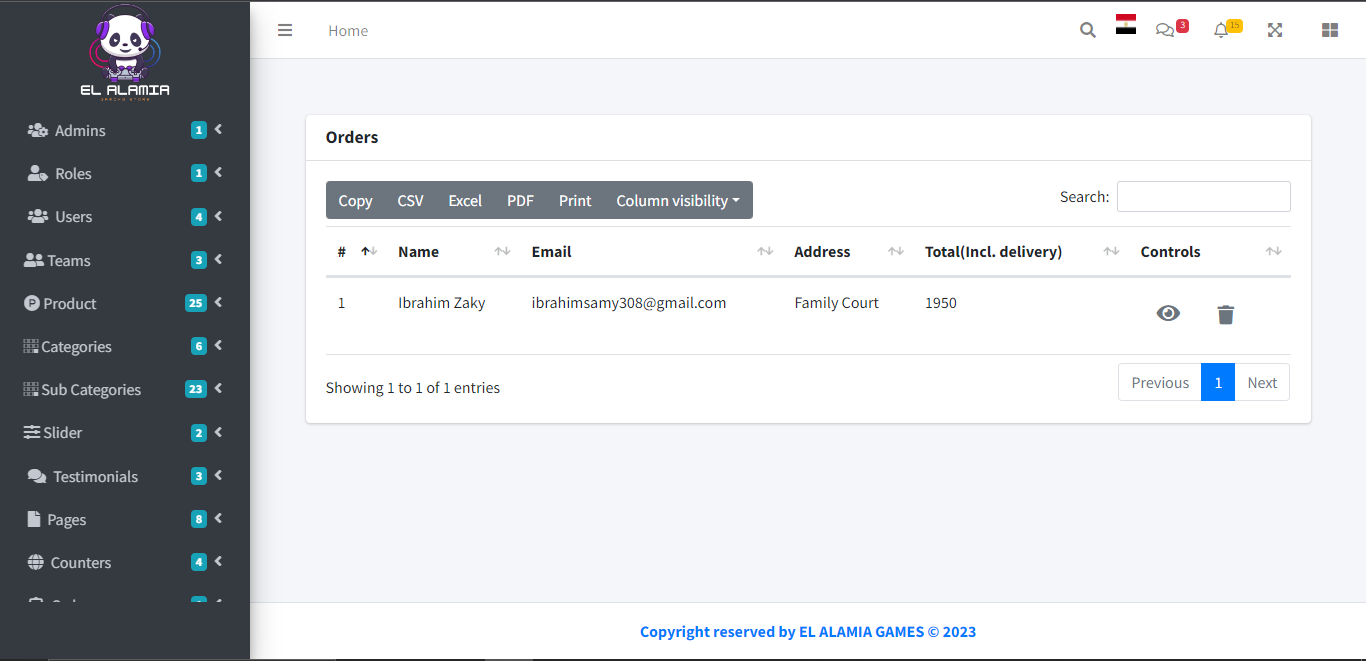 EL ALAMIA
Home
3
15
Admins 1
Roles 1
Users 4
Teams 3
Product 25
Categories 6
Sub Categories 23
Slider 2
Testimonials 3
Pages 8
Counters 4
Orders
Copy CSV Excel PDF Print Column visibility
Search:
# Name Email Address Total(Incl. delivery) Controls
1 Ibrahim Zaky ibrahimsamy308@gmail.com Family Court 1950
Showing 1 to 1 of 1 entries
Previous 1 Next
Copyright reserved by EL ALAMIA GAMES © 2023